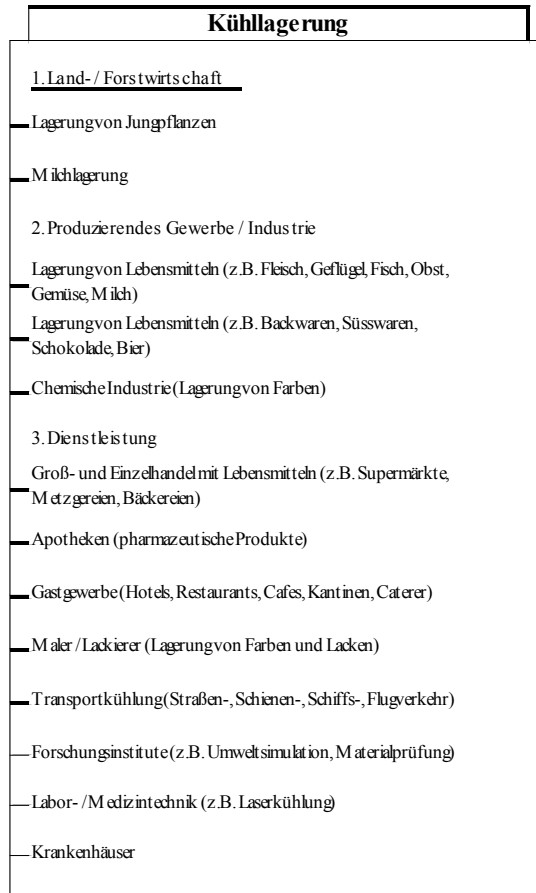 Kühllagerung
1. Land- / Forstwirtschaft
Lagerung von Jungpflanzen
Milchlagerung
2. Produzierendes Gewerbe / Industrie
Lagerung von Lebensmitteln (z.B. Fleisch, Geflügel, Fisch, Obst,
Gemüse, Milch)
Lagerung von Lebensmitteln (z.B. Backwaren, Süsswaren,
Schokolade, Bier)
Chemische Industrie (Lagerung von Farben)
3. Dienstleistung
Groß- und Einzelhandel mit Lebensmitteln (z.B. Supermärkte,
Metzgereien, Bäckereien)
Apotheken (pharmazeutische Produkte)
Gastgewerbe (Hotels, Restaurants, Cafes, Kantinen, Caterer)
Maler / Lackierer (Lagerung von Farben und Lacken)
Transportkühlung (Straßen-, Schienen-, Schiffs-, Flugverkehr)
Forschungsinstitute (z.B. Umweltsimulation, Materialprüfung)
Labor- / Medizintechnik (z.B. Laserkühlung)
Krankenhäuser